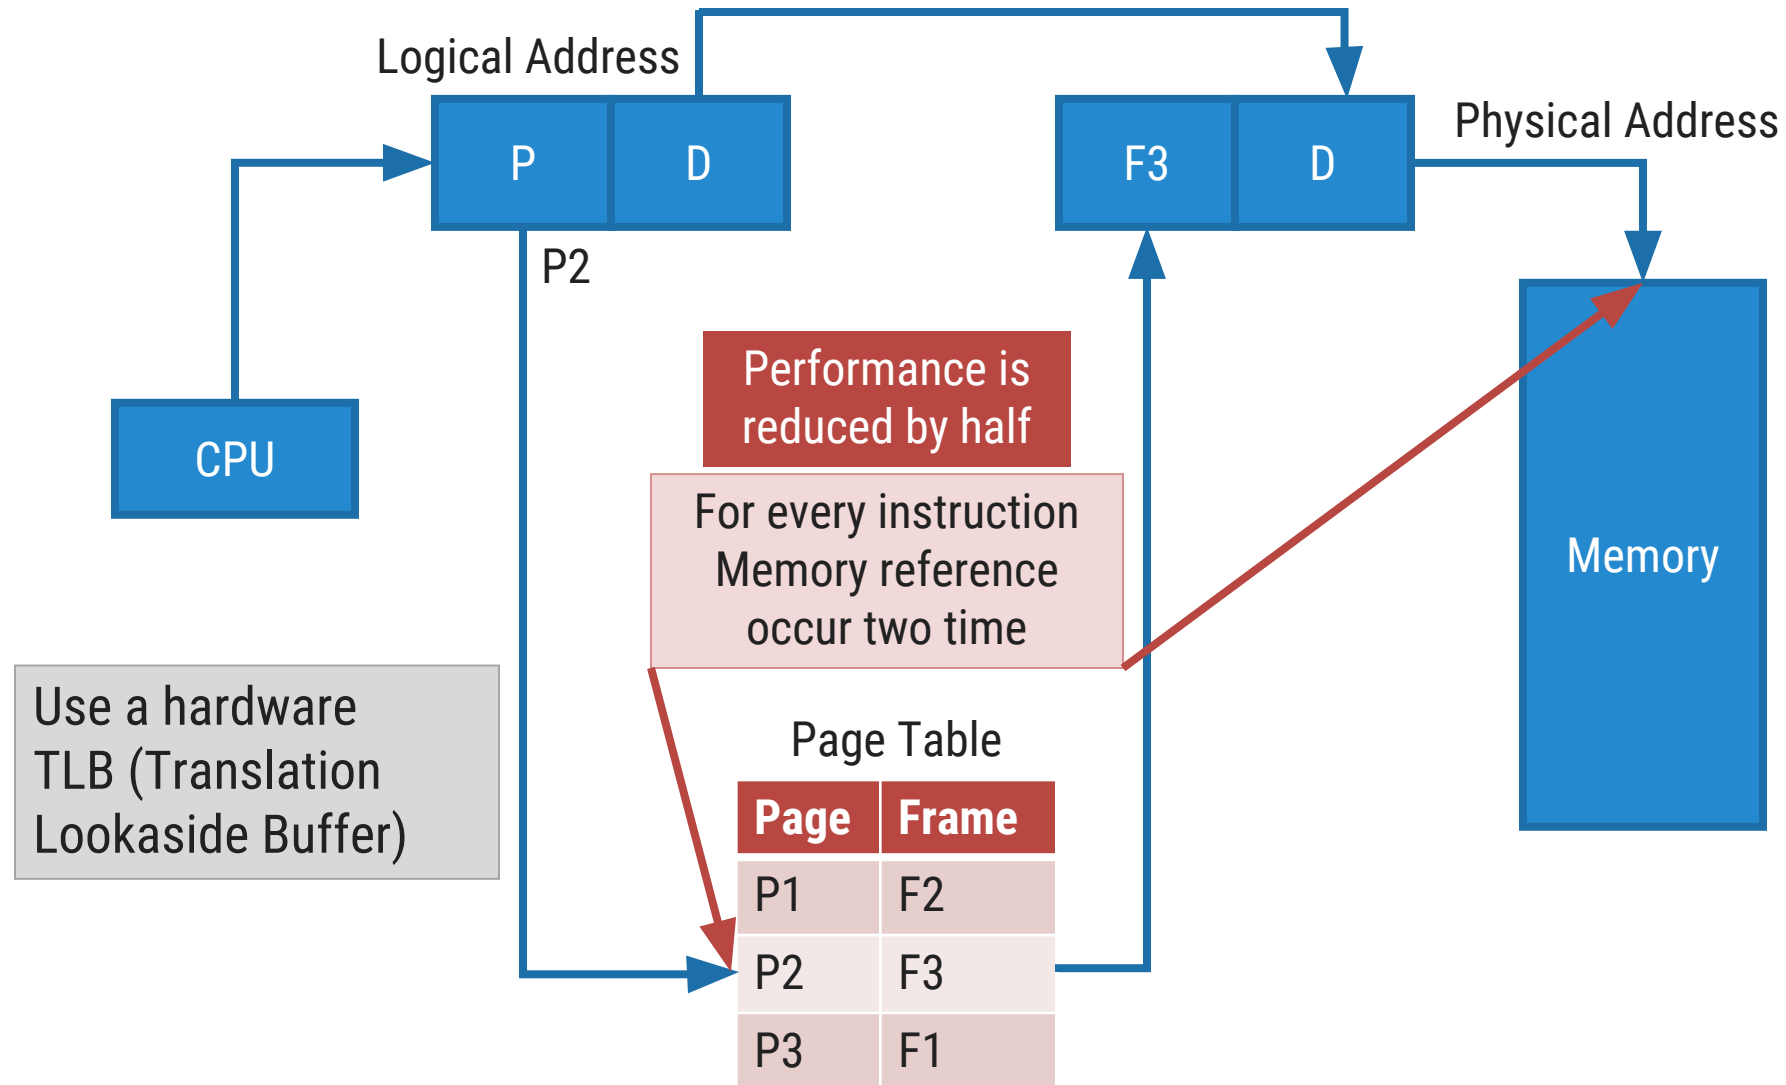 Logical Address
P D
F3 D
Physical Address
P2
CPU
Performance is
reduced by half
For every instruction
Memory reference
occur two time
Memory
Use a hardware
TLB (Translation
Lookaside Buffer)
Page Table
Page Frame
P1 F2
P2 F3
P3 F1